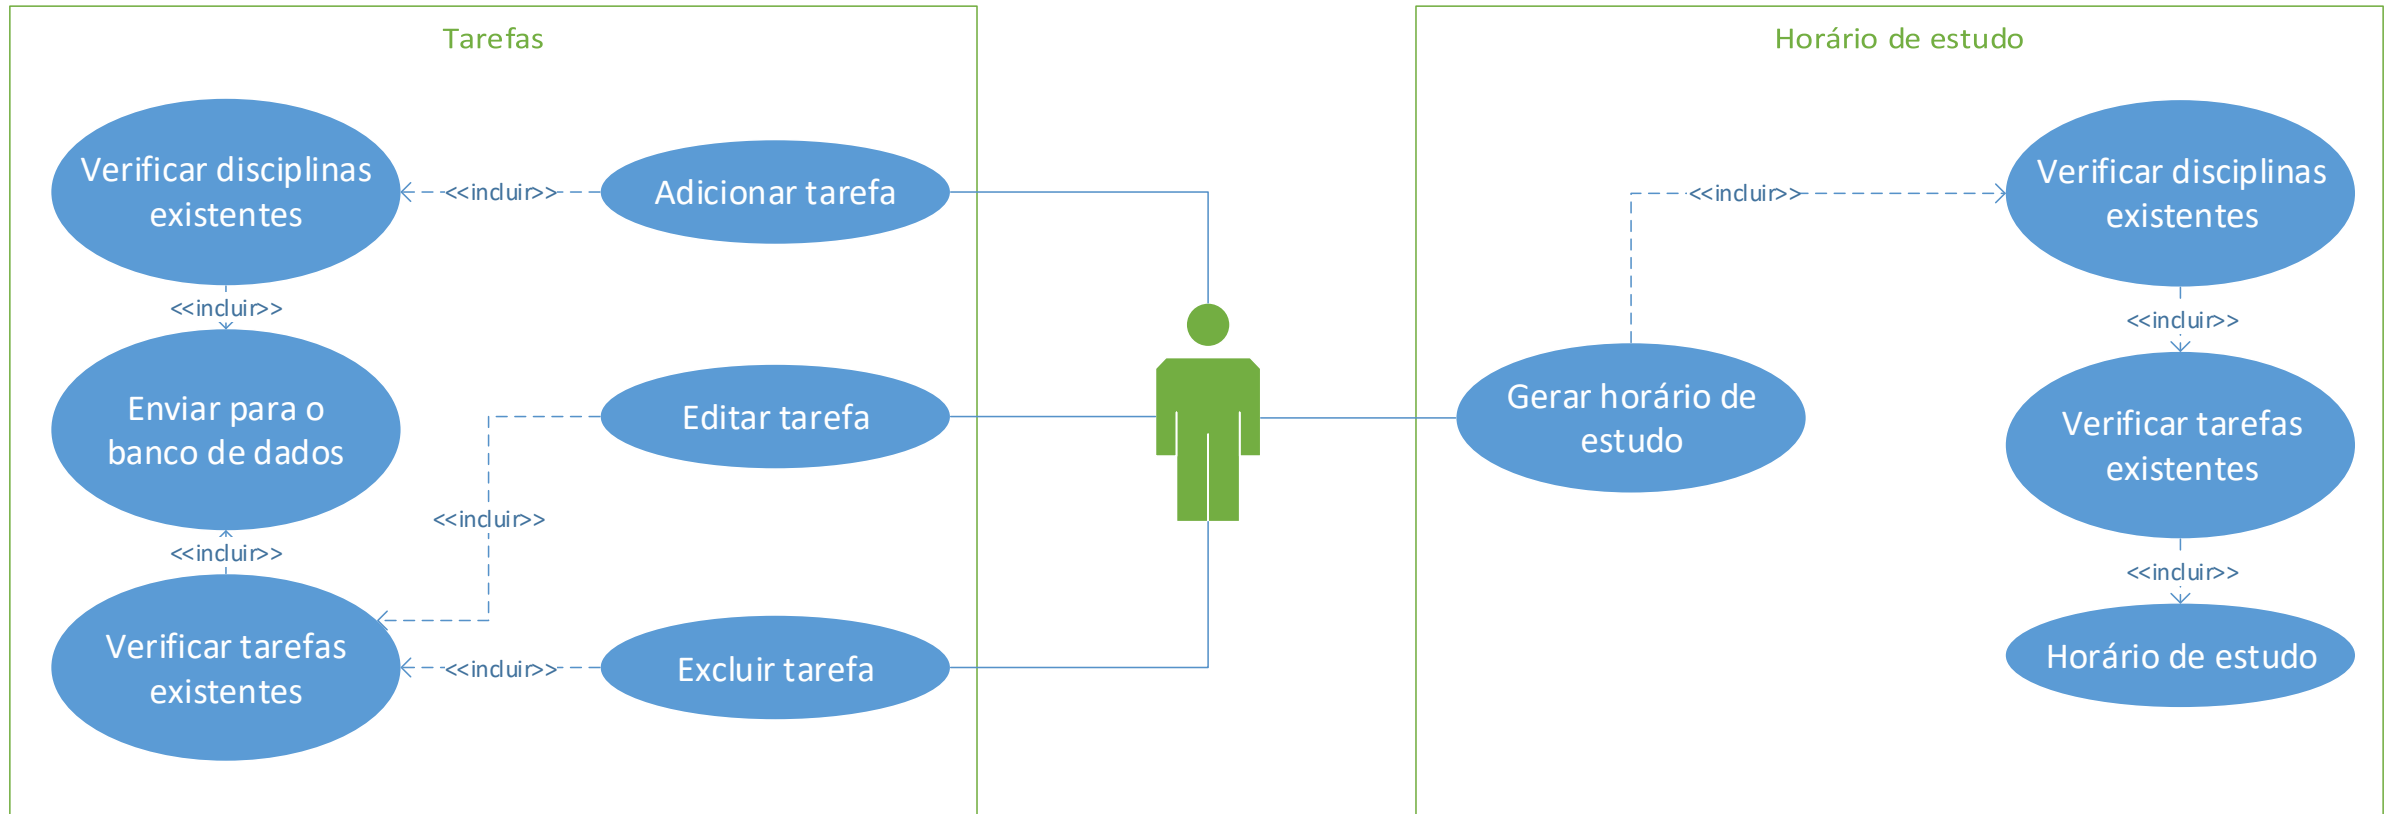 Tarefas
Verificar disciplinas
existentes
<<incluir>>
Adicionar tarefa
<<incluir>>
Enviar para o
banco de dados
Editar tarefa
<<incluir>>
<<incluir>>
Verificar tarefas
existentes
<<incluir>>
Excluir tarefa
Horário de estudo
<<incluir>>
Verificar disciplinas
existentes
<<incluir>>
Gerar horário de
estudo
Verificar tarefas
existentes
<<incluir>>
Horário de estudo